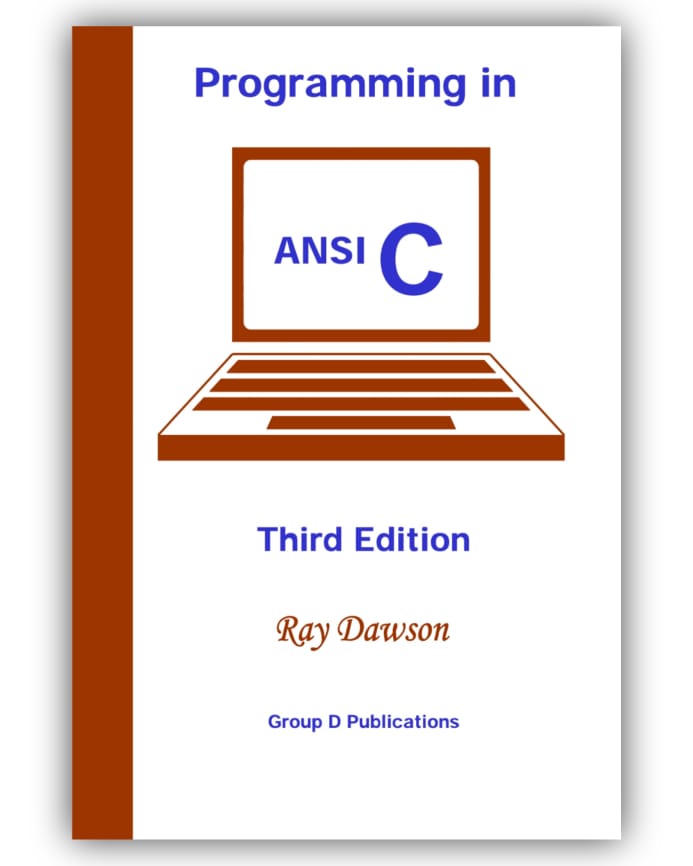 Programming in
ANSI C
Third Edition
Ray Dawson
Group D Publications